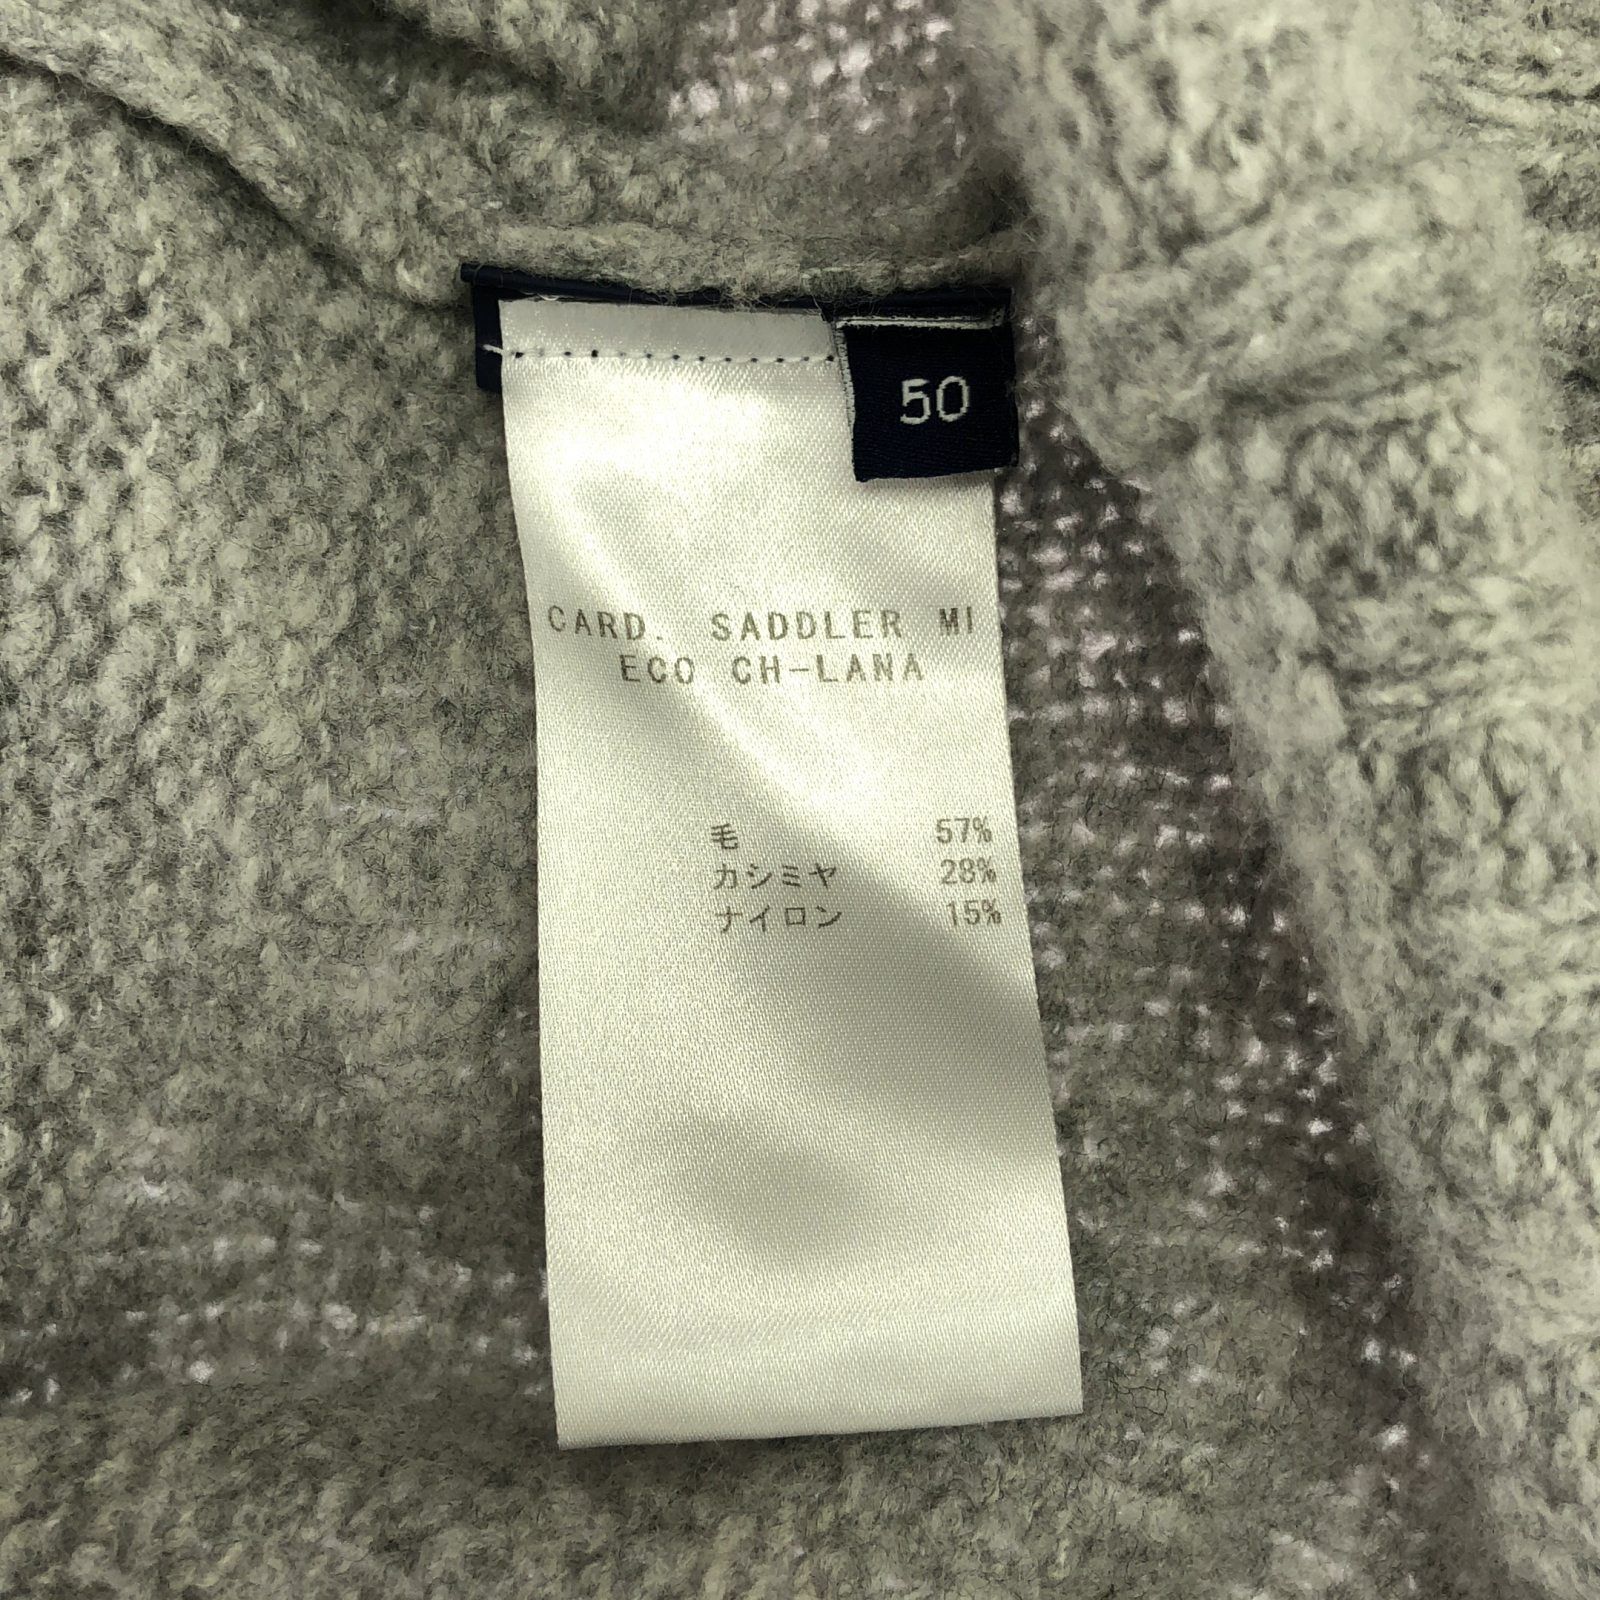 50
CARD. SADDLER MI
ECO CH-LANA
毛 57%
カシミヤ 28%
ナイロン 15%